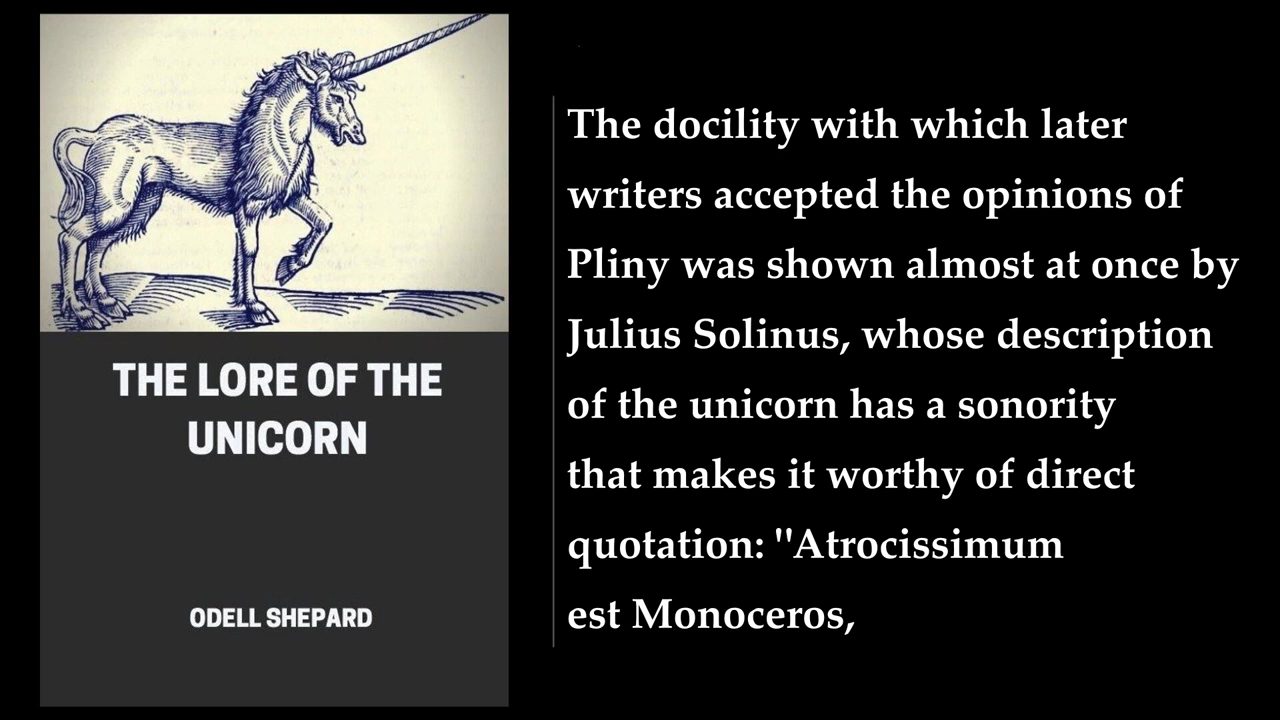 THE LORE OF THE
UNICORN
ODELL SHEPARD
The docility with which later
writers accepted the opinions of
Pliny was shown almost at once by
Julius Solinus, whose description
of the unicorn has a sonority
that makes it worthy of direct
quotation: "Atrocissimum
est Monoceros,